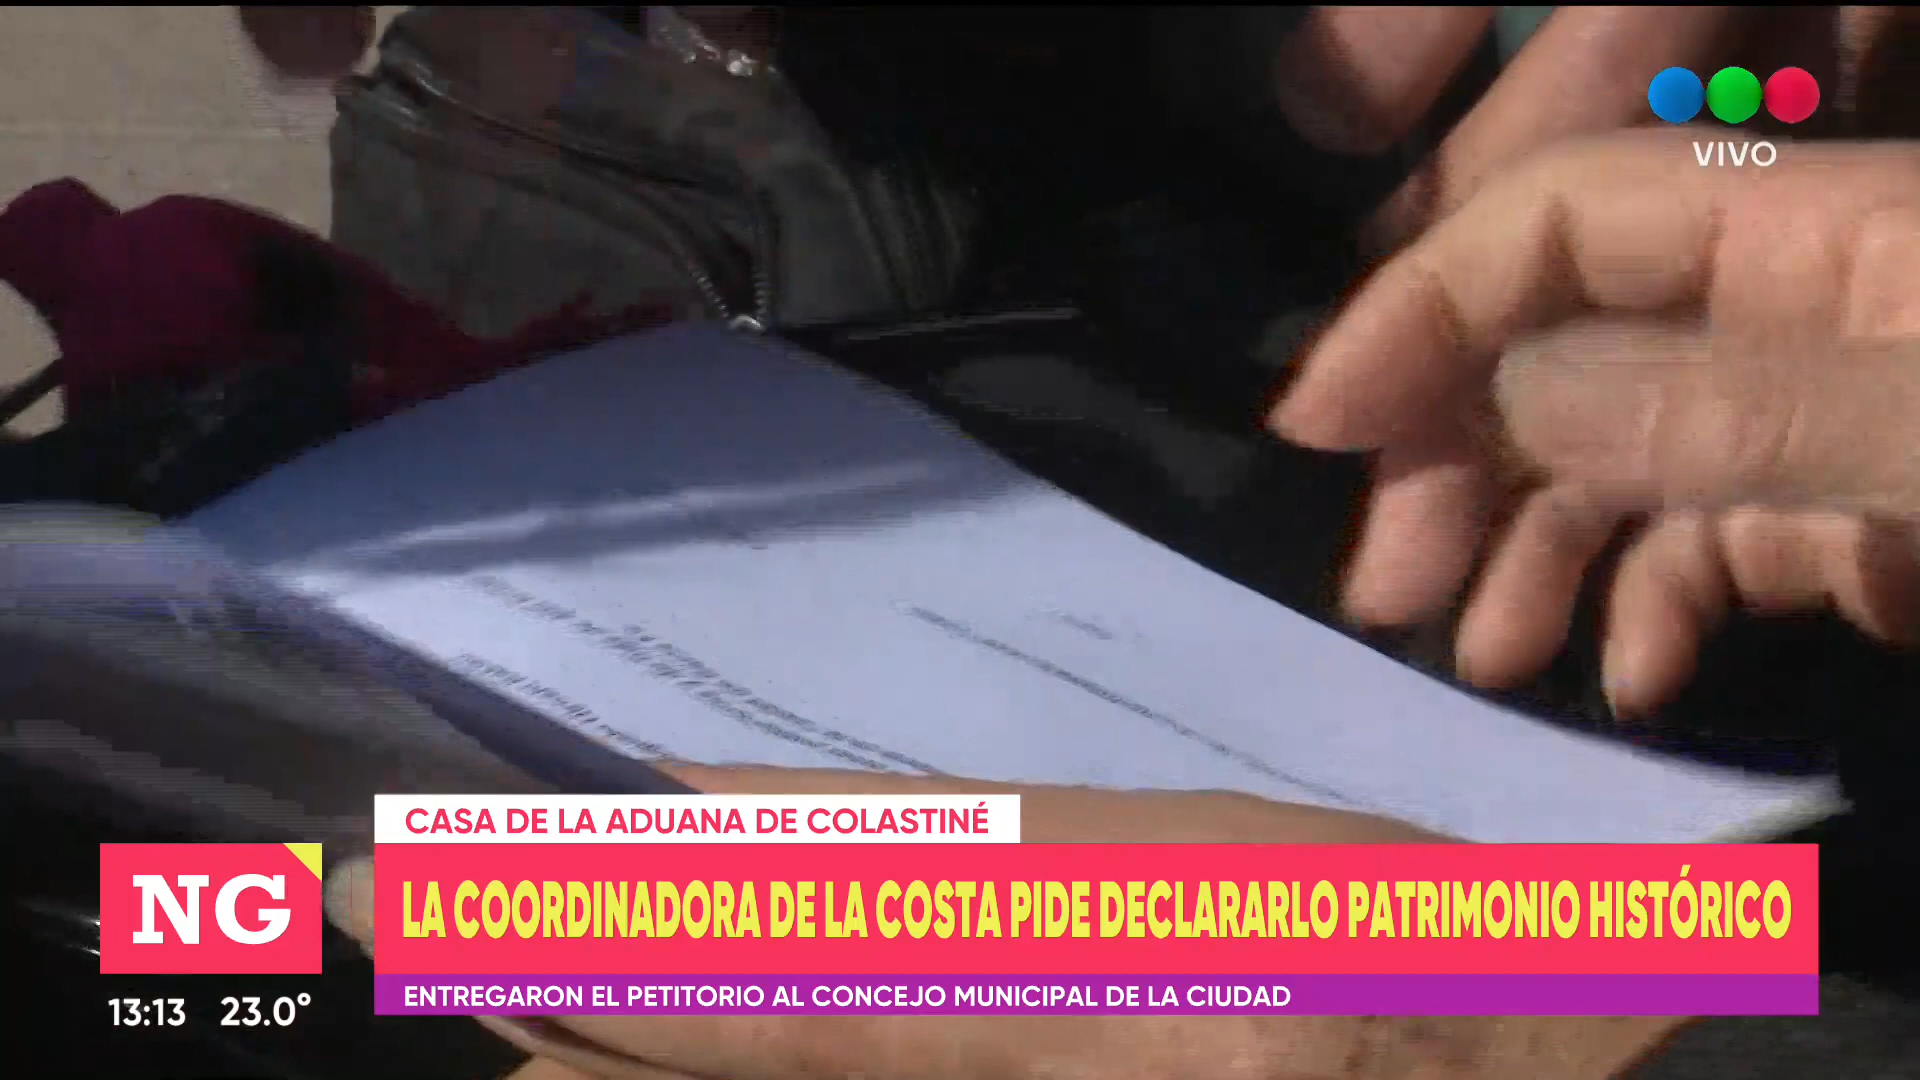 VIVO
CASA DE LA ADUANA DE COLASTINÉ
NG
LA COORDINADORA DE LA COSTA PIDE DECLARARLO PATRIMONIO HISTÓRICO
13:13 23.0°
ENTREGARON EL PETITORIO AL CONCEJO MUNICIPAL DE LA CIUDAD